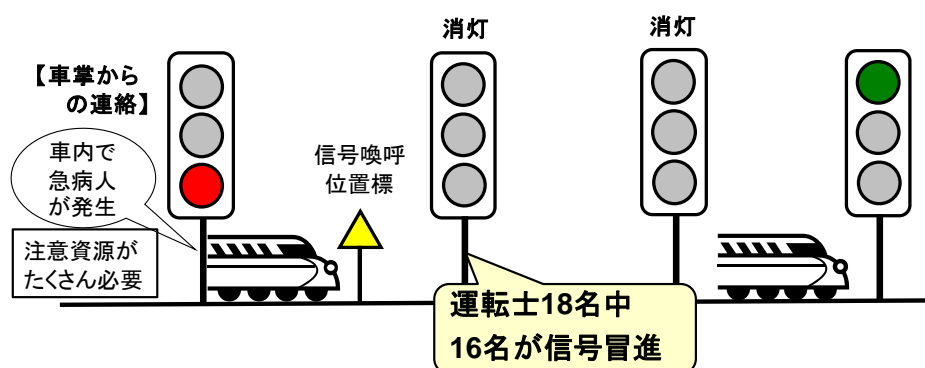 消灯
消灯
【車掌から
の連絡】
車内で
急病人
が発生
信号喚呼
位置標
注意資源が
たくさん必要
運転士18名中
16名が信号冒進